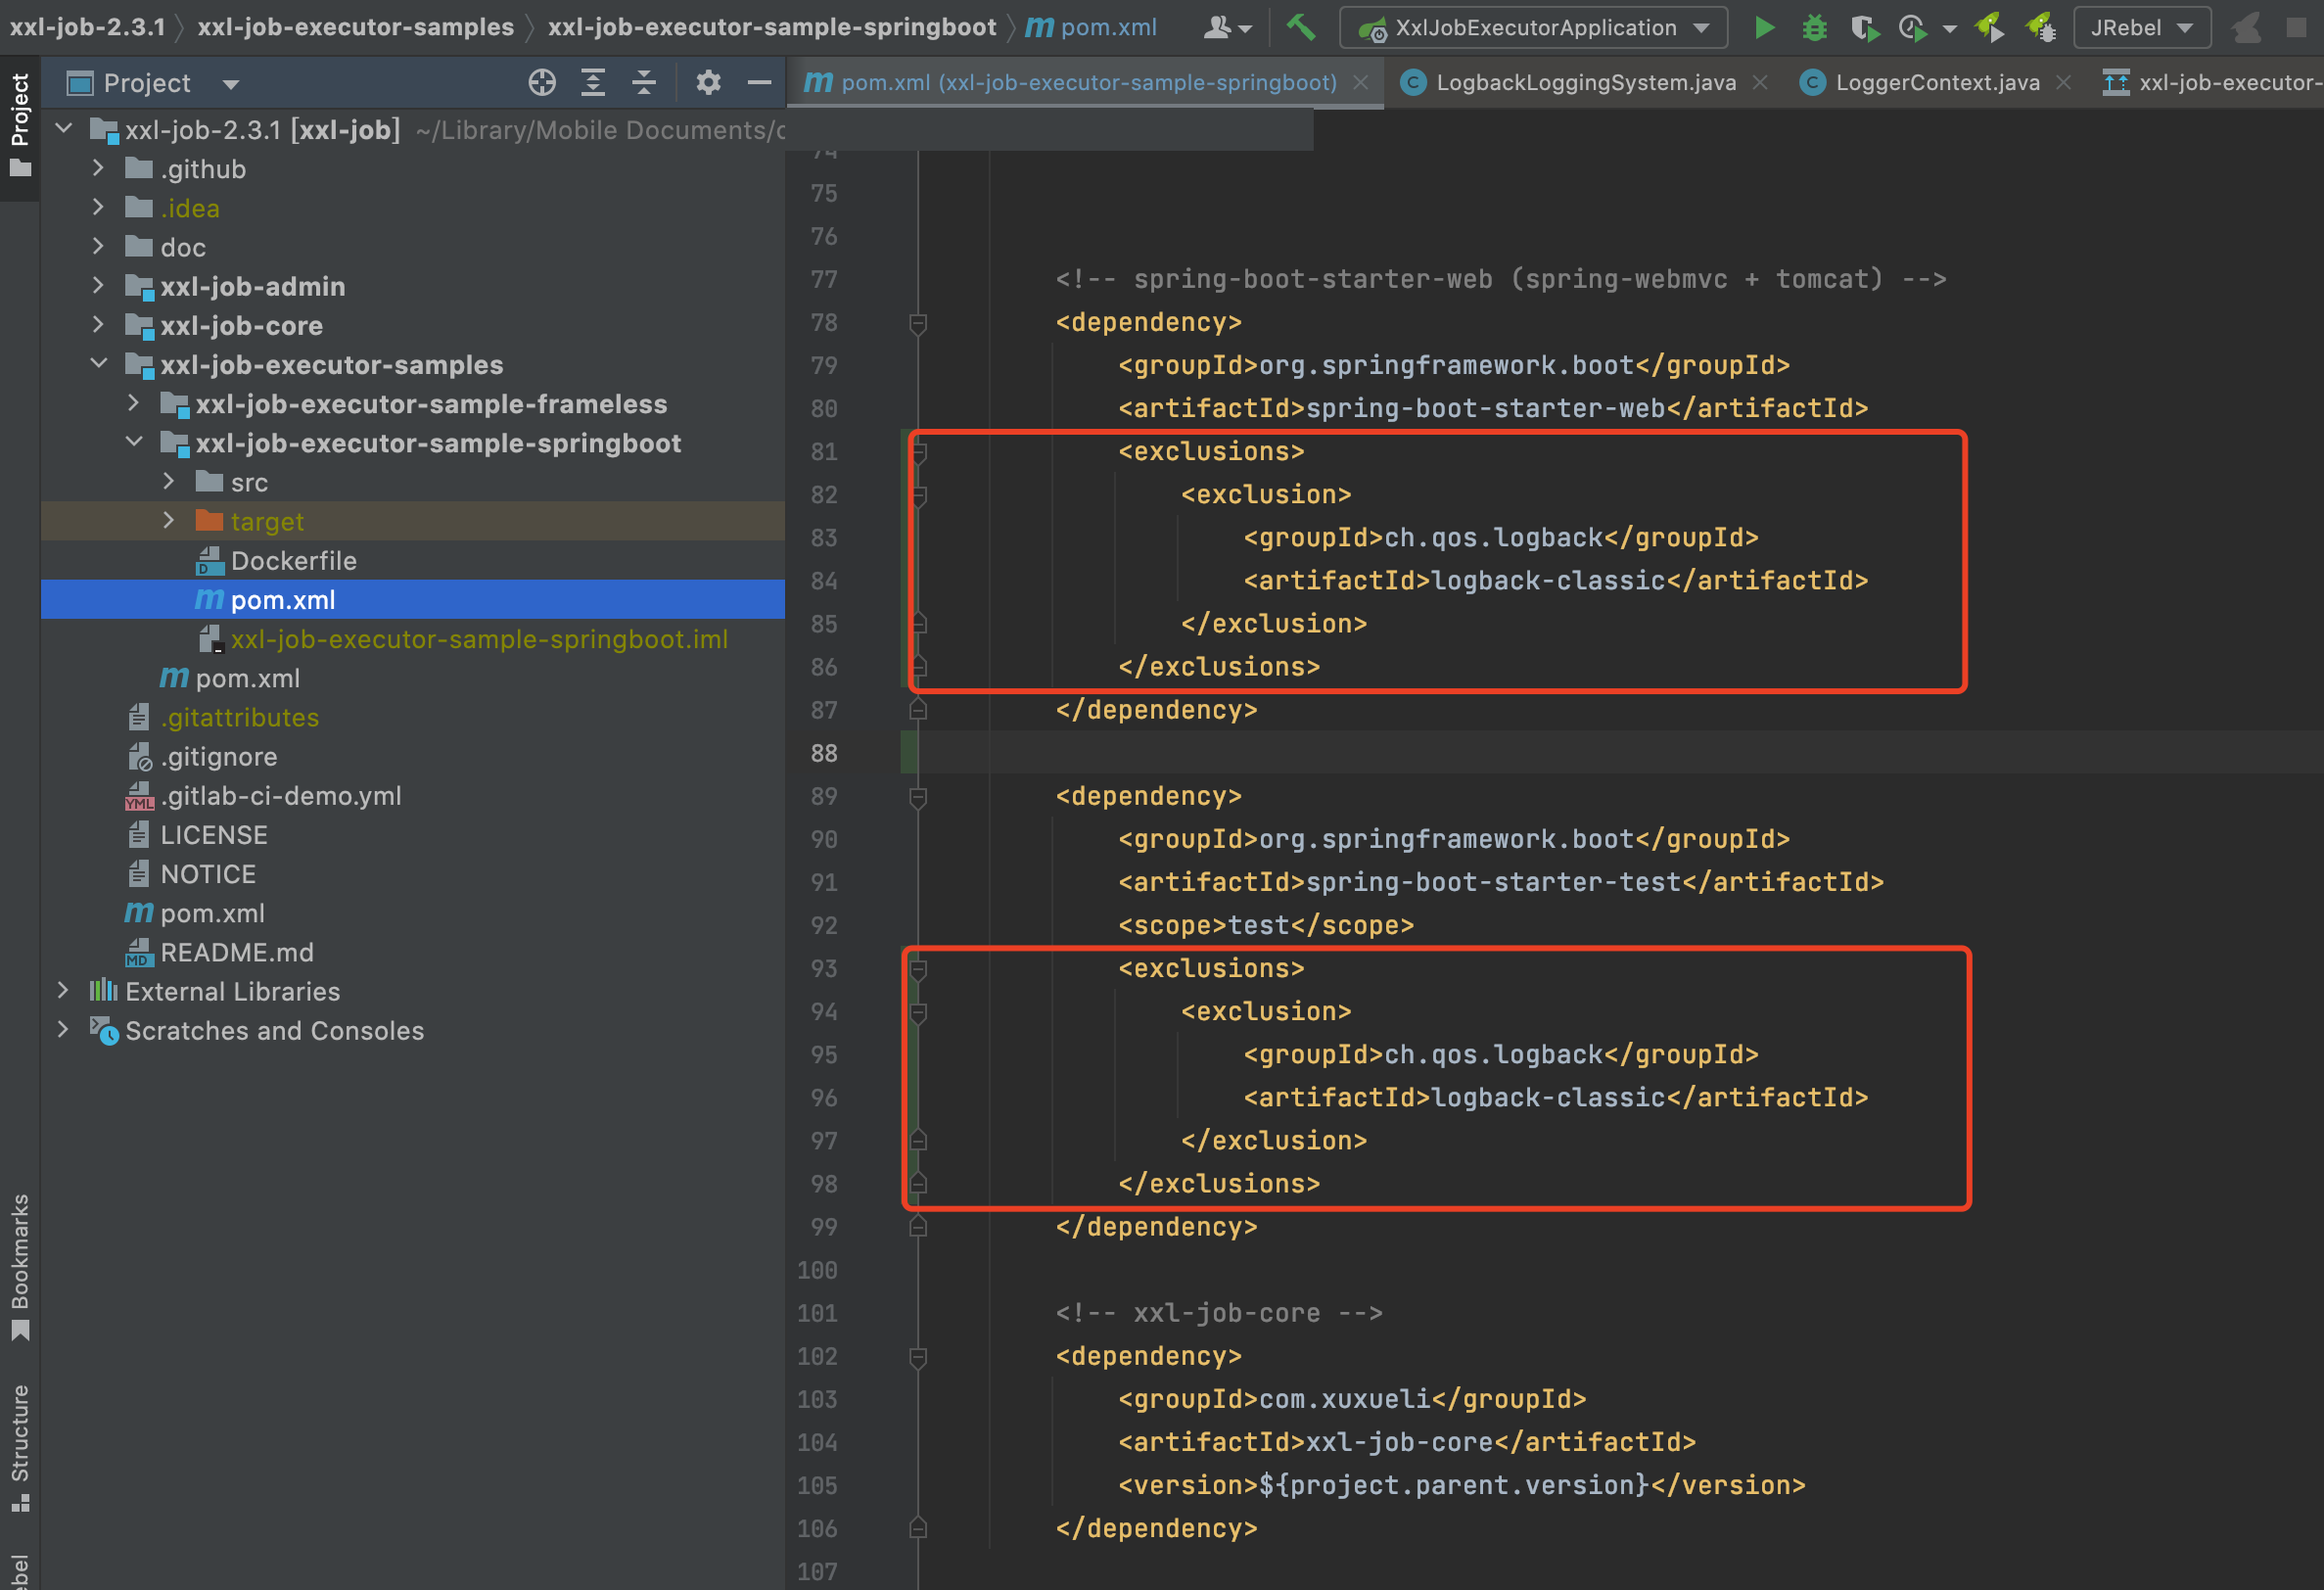 xxl-job-2.3.1 xxl-job-executor-samples xxl-job-executor-sample-springboot pom.xml XxlJobExecutorApplication JRebel
Project
Project
pom.xml (xxl-job-executor-sample-springboot) LogbackLoggingSystem.java LoggerContext.java xxl-job-executor-
xxl-job-2.3.1 [xxl-job] ~/Library/Mobile Documents/c
.github
.idea
doc
xxl-job-admin
xxl-job-core
xxl-job-executor-samples
xxl-job-executor-sample-frameless
xxl-job-executor-sample-springboot
src
target
Dockerfile
pom.xml
xxl-job-executor-sample-springboot.iml
pom.xml
.gitattributes
.gitignore
.gitlab-ci-demo.yml
LICENSE
NOTICE
pom.xml
README.md
External Libraries
Scratches and Consoles
Bookmarks
Structure
74
75
76
77 <!-- spring-boot-starter-web (spring-webmvc + tomcat) -->
78 <dependency>
79 <groupId>org.springframework.boot</groupId>
80 <artifactId>spring-boot-starter-web</artifactId>
81 <exclusions>
82 <exclusion>
83 <groupId>ch.qos.logback</groupId>
84 <artifactId>logback-classic</artifactId>
85 </exclusion>
86 </exclusions>
87 </dependency>
88
89 <dependency>
90 <groupId>org.springframework.boot</groupId>
91 <artifactId>spring-boot-starter-test</artifactId>
92 <scope>test</scope>
93 <exclusions>
94 <exclusion>
95 <groupId>ch.qos.logback</groupId>
96 <artifactId>logback-classic</artifactId>
97 </exclusion>
98 </exclusions>
99 </dependency>
100
101 <!-- xxl-job-core -->
102 <dependency>
103 <groupId>com.xuxueli</groupId>
104 <artifactId>xxl-job-core</artifactId>
105 <version>${project.parent.version}</version>
106 </dependency>
107